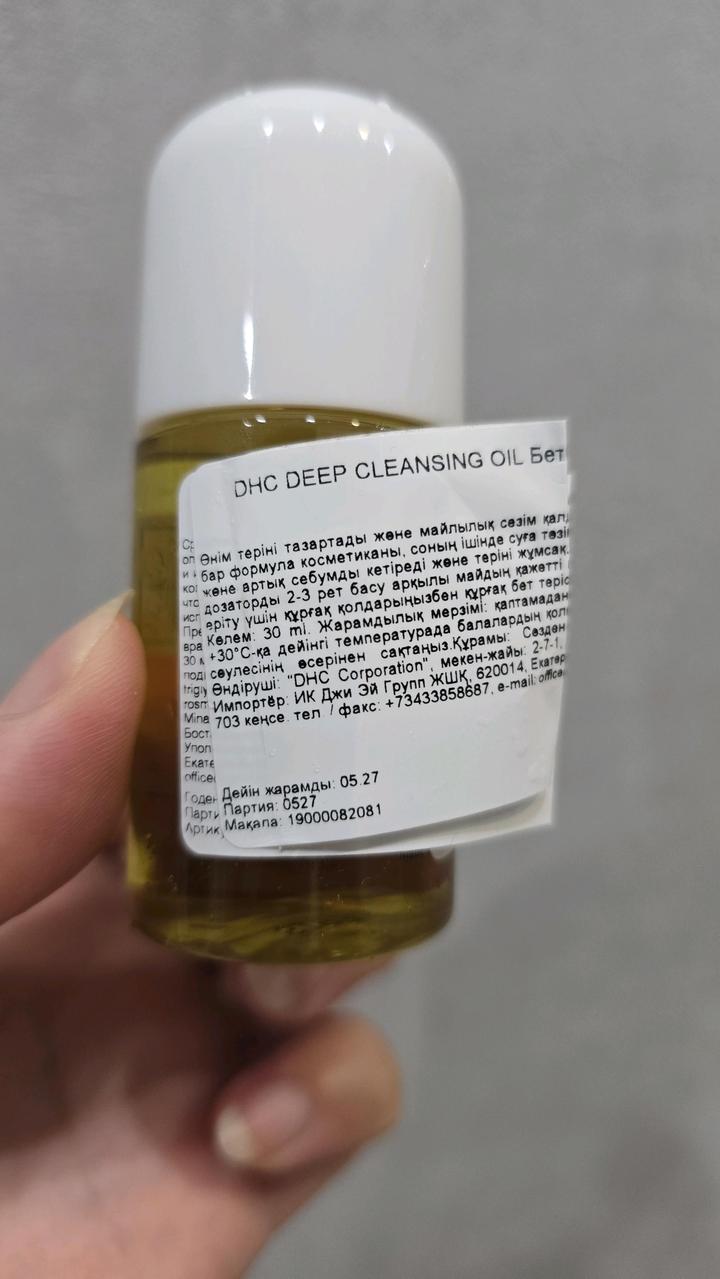 DHC DEEP CLEANSING OIL Бет
Өнім теріні тазартады және майлылық сезім қал
бар формула косметиканы, соның ішінде суға төзі
және артық себумды кетіреді және теріні жұмсақ.
дозаторды 2-3 рет басу арқылы майдың қажетті
еріту үшін құрғақ қолдарыңызбен құрғақ бет теріс
Көлем: 30 ml. Жарамдылық мерзімі: қаптамадан
+30°C-қа дейінгі температурада балалардың қол
сәулесінің әсерінен сақтаңыз.Құрамы: Сөзден
Өндіруші: "DHC Corporation", мекен-жайы: 2-7-1,
Импортёр: ИК Джи Эй Групп ЖШҚ, 620014, Екатер
703 кеңсе. тел. / факс: +73433858687, e-mail: office
Дейін жарамды: 05.27
Партия: 0527
Мақала: 19000082081